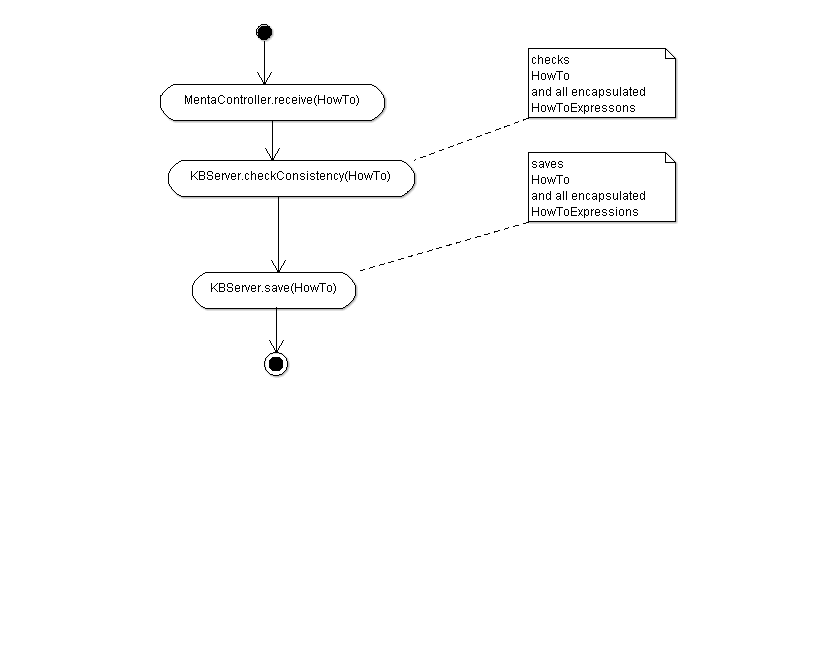 MentaController.receive(HowTo)
checks
HowTo
and all encapsulated
HowToExpressons
KBServer.checkConsistency(HowTo)
saves
HowTo
and all encapsulated
HowToExpressions
KBServer.save(HowTo)